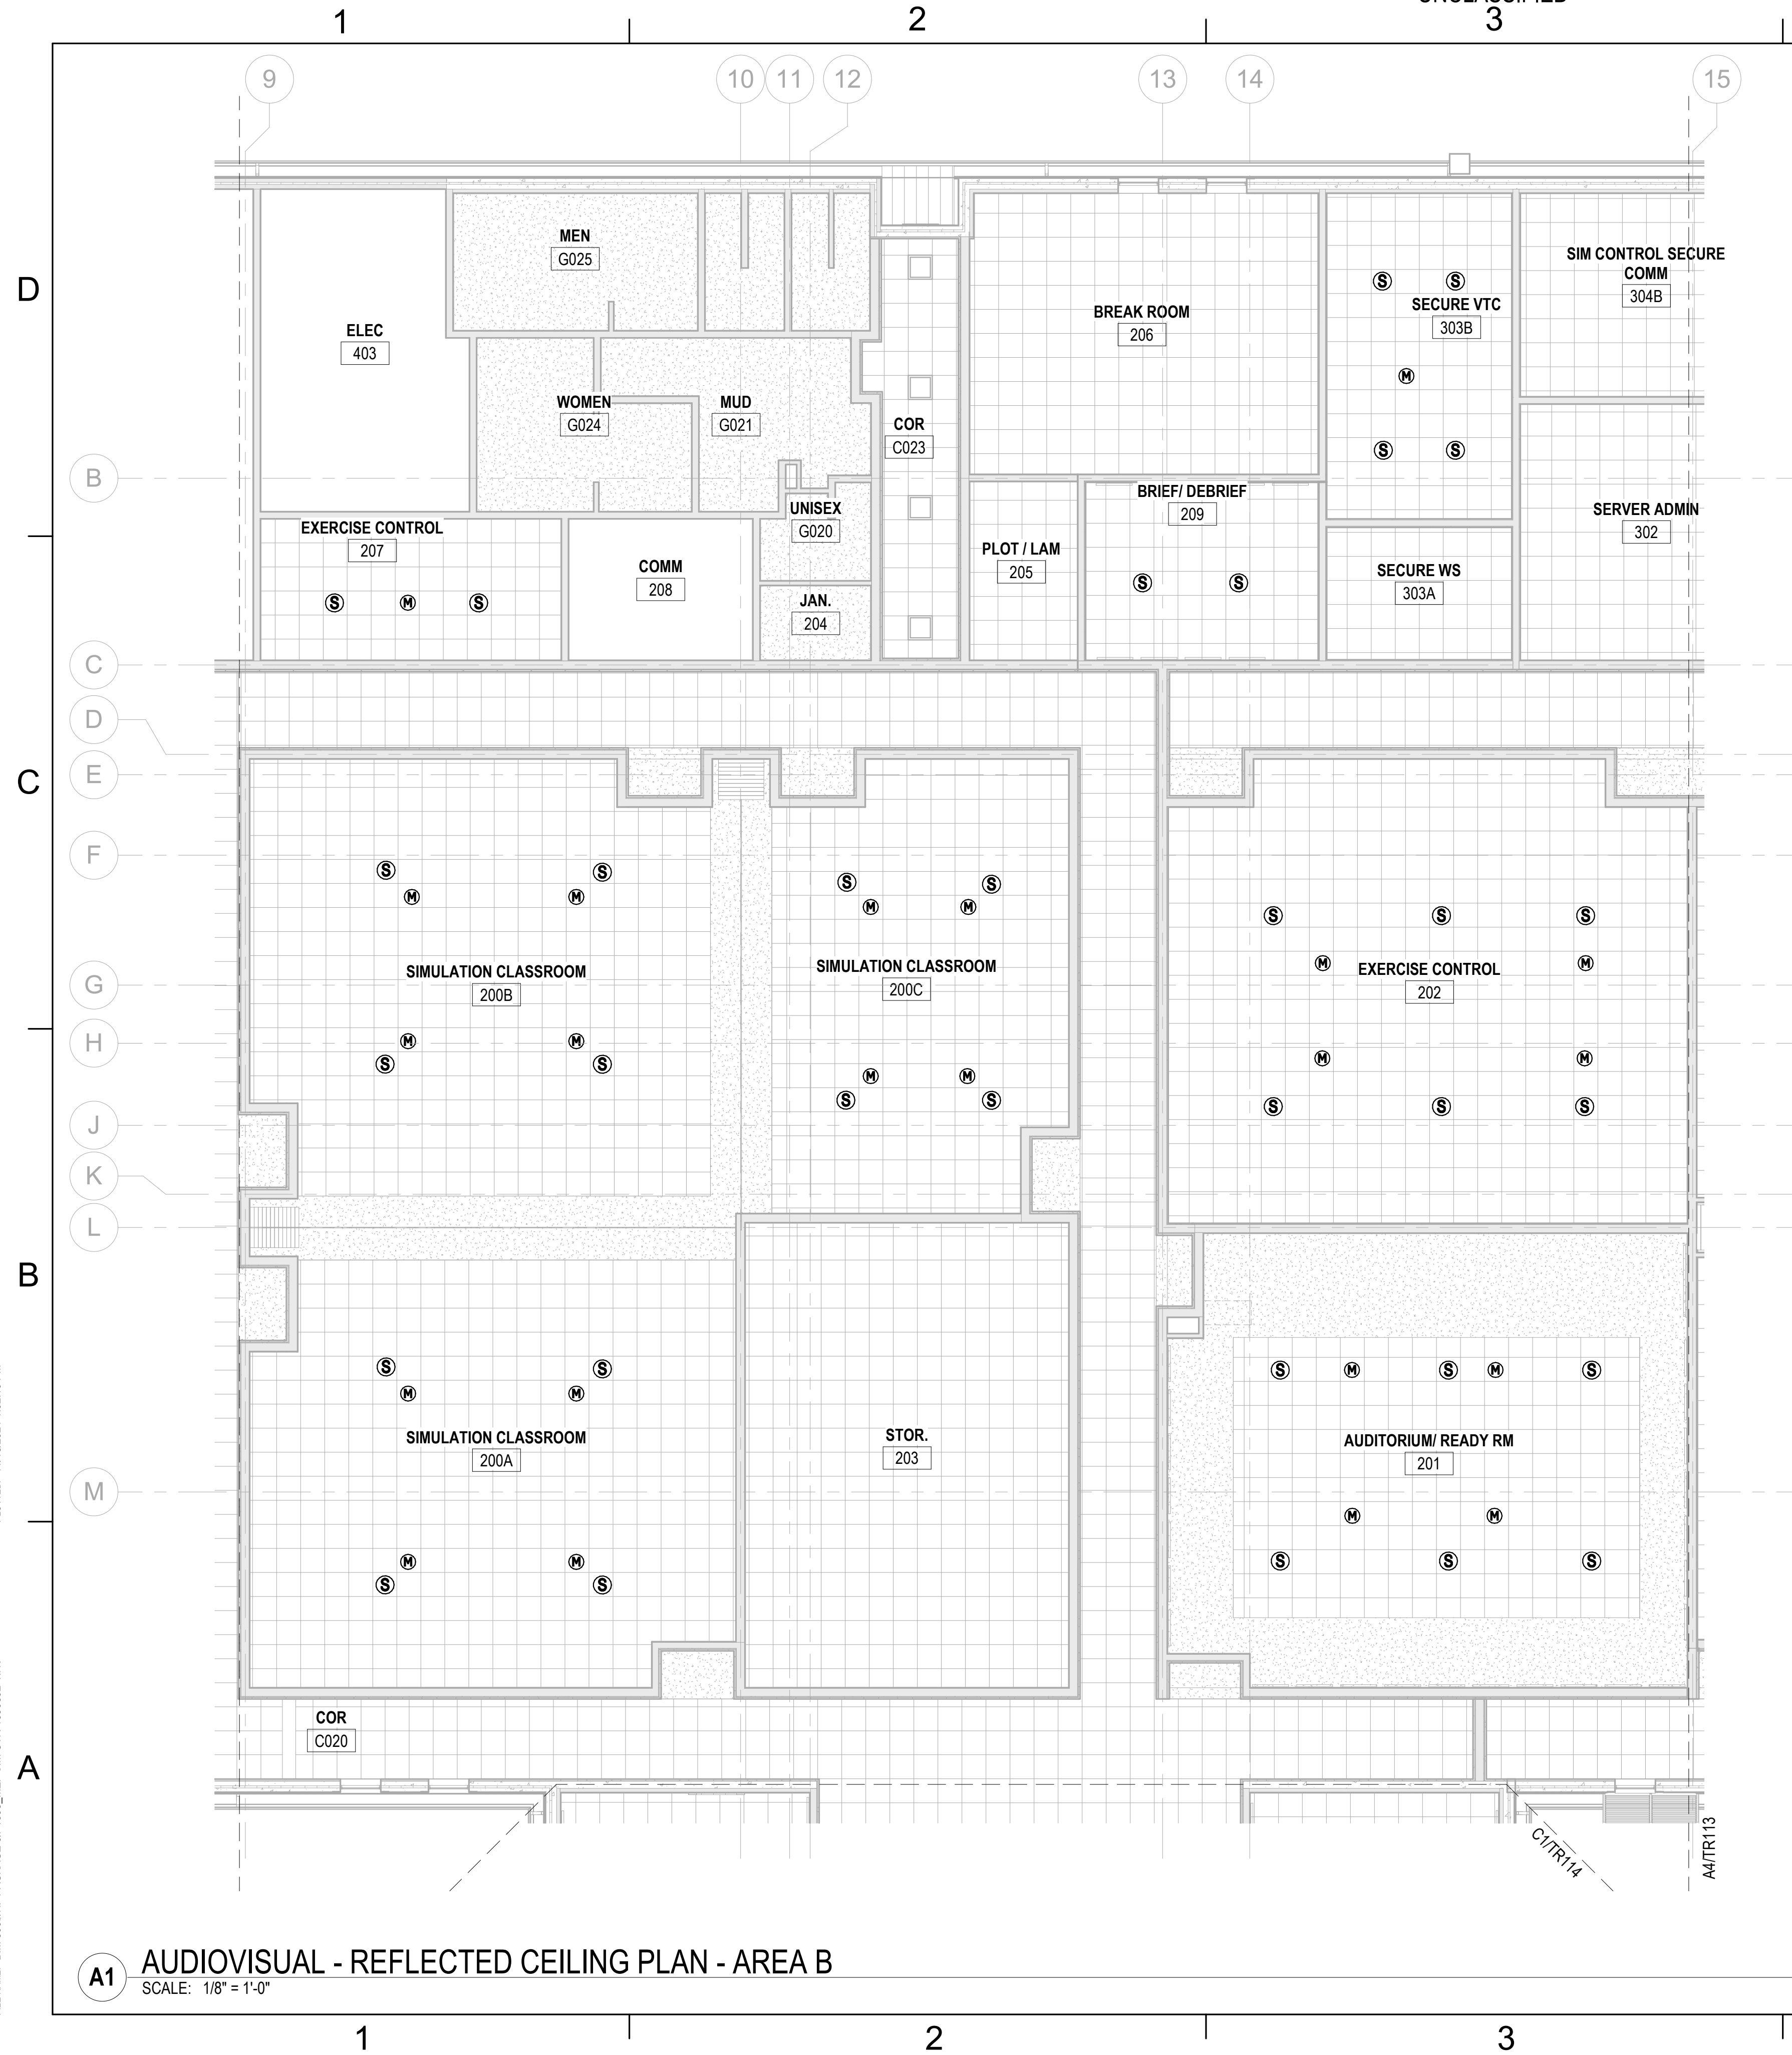 UNCLASSIFIED
1
2
3
9
10
11
12
13
14
15
D
MEN
G025
SIM CONTROL SECURE
COMM
304B
S
S
SECURE VTC
303B
BREAK ROOM
206
ELEC
403
M
WOMEN
G024
MUD
G021
COR
C023
S
S
B
BRIEF/ DEBRIEF
209
UNISEX
G020
SERVER ADMIN
302
EXERCISE CONTROL
207
PLOT / LAM
205
COMM
208
SECURE WS
303A
S
S
JAN.
204
S
M
S
C
D
E
C
F
S
S
M
M
S
S
M
M
S
S
S
M
M
G
SIMULATION CLASSROOM
200B
SIMULATION CLASSROOM
200C
EXERCISE CONTROL
202
H
M
M
S
S
M
M
S
S
M
M
S
S
S
J
K
L
B
S
S
M
M
S
M
S
M
S
SIMULATION CLASSROOM
200A
STOR.
203
AUDITORIUM/ READY RM
201
M
M
M
S
S
M
M
S
S
S
COR
C020
A
C1/TR114
A4/TR113
A1
AUDIOVISUAL - REFLECTED CEILING PLAN - AREA B
SCALE: 1/8" = 1'-0"
1
2
3